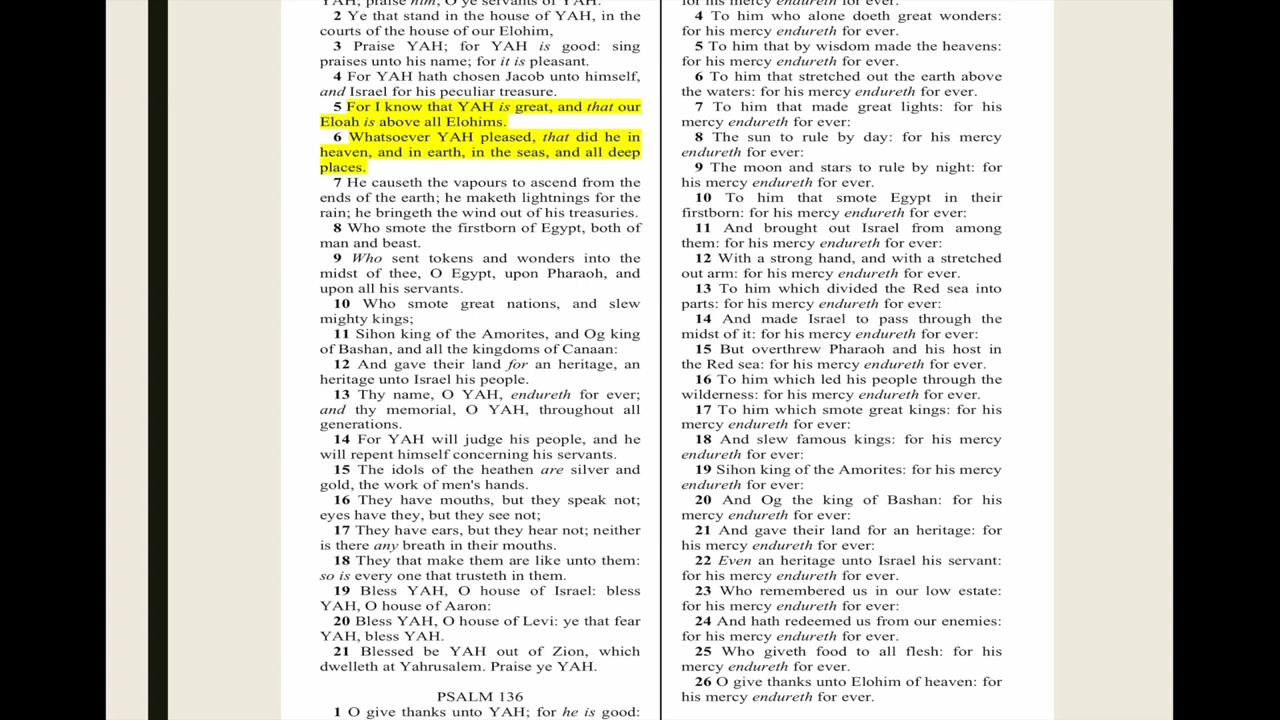 YAH; praise him, O ye servants of YAH.
2 Ye that stand in the house of YAH, in the
courts of the house of our Elohim,
3 Praise YAH; for YAH is good: sing
praises unto his name; for it is pleasant.
4 For YAH hath chosen Jacob unto himself,
and Israel for his peculiar treasure.
5 For I know that YAH is great, and that our
Eloah is above all Elohims.
6 Whatsoever YAH pleased, that did he in
heaven, and in earth, in the seas, and all deep
places.
7 He causeth the vapours to ascend from the
ends of the earth; he maketh lightnings for the
rain; he bringeth the wind out of his treasuries.
8 Who smote the firstborn of Egypt, both of
man and beast.
9 Who sent tokens and wonders into the
midst of thee, O Egypt, upon Pharaoh, and
upon all his servants.
10 Who smote great nations, and slew
mighty kings;
11 Sihon king of the Amorites, and Og king
of Bashan, and all the kingdoms of Canaan:
12 And gave their land for an heritage, an
heritage unto Israel his people.
13 Thy name, O YAH, endureth for ever;
and thy memorial, O YAH, throughout all
generations.
14 For YAH will judge his people, and he
will repent himself concerning his servants.
15 The idols of the heathen are silver and
gold, the work of men's hands.
16 They have mouths, but they speak not;
eyes have they, but they see not;
17 They have ears, but they hear not; neither
is there any breath in their mouths.
18 They that make them are like unto them:
so is every one that trusteth in them.
19 Bless YAH, O house of Israel: bless
YAH, O house of Aaron:
20 Bless YAH, O house of Levi: ye that fear
YAH, bless YAH.
21 Blessed be YAH out of Zion, which
dwelleth at Yahrusalem. Praise ye YAH.
PSALM 136
1 O give thanks unto YAH; for he is good:
for his mercy endureth for ever.
4 To him who alone doeth great wonders:
for his mercy endureth for ever.
5 To him that by wisdom made the heavens:
for his mercy endureth for ever.
6 To him that stretched out the earth above
the waters: for his mercy endureth for ever.
7 To him that made great lights: for his
mercy endureth for ever:
8 The sun to rule by day: for his mercy
endureth for ever:
9 The moon and stars to rule by night: for
his mercy endureth for ever.
10 To him that smote Egypt in their
firstborn: for his mercy endureth for ever:
11 And brought out Israel from among
them: for his mercy endureth for ever:
12 With a strong hand, and with a stretched
out arm: for his mercy endureth for ever.
13 To him which divided the Red sea into
parts: for his mercy endureth for ever:
14 And made Israel to pass through the
midst of it: for his mercy endureth for ever:
15 But overthrew Pharaoh and his host in
the Red sea: for his mercy endureth for ever.
16 To him which led his people through the
wilderness: for his mercy endureth for ever.
17 To him which smote great kings: for his
mercy endureth for ever:
18 And slew famous kings: for his mercy
endureth for ever:
19 Sihon king of the Amorites: for his mercy
endureth for ever:
20 And Og the king of Bashan: for his
mercy endureth for ever:
21 And gave their land for an heritage: for
his mercy endureth for ever:
22 Even an heritage unto Israel his servant:
for his mercy endureth for ever.
23 Who remembered us in our low estate:
for his mercy endureth for ever:
24 And hath redeemed us from our enemies:
for his mercy endureth for ever.
25 Who giveth food to all flesh: for his
mercy endureth for ever.
26 O give thanks unto Elohim of heaven: for
his mercy endureth for ever.